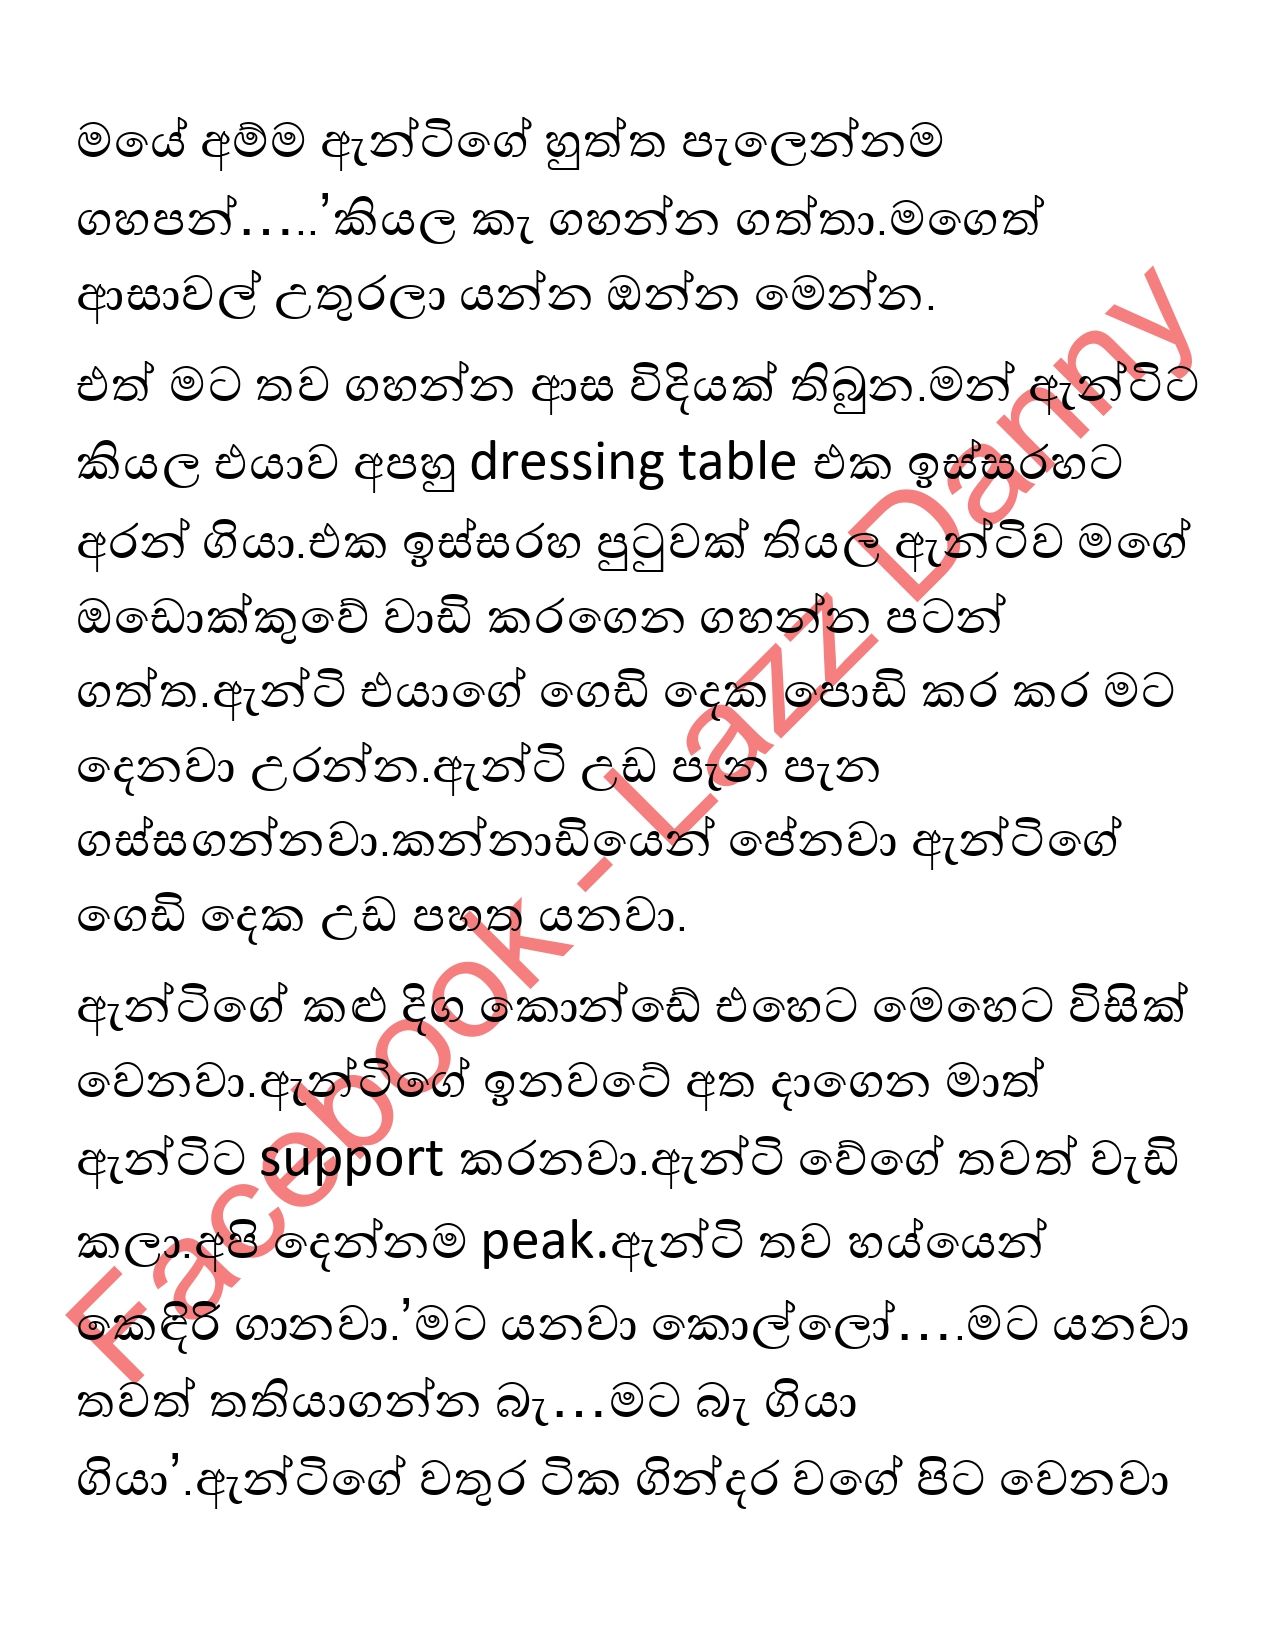 මයේ අම්ම ඇන්ටිගේ හුත්ත පැලෙන්නම
ගහපන්…..’කියල කෑ ගහන්න ගත්තා.මගෙත්
ආසාවල් උතුරලා යන්න ඔන්න මෙන්න.
එත් මට තව ගහන්න ආස විදියක් තිබුන.මන් ඇන්ටිට
කියල එයාව අපහු dressing table එක ඉස්සරහට
අරන් ගියා.එක ඉස්සරහ පුටුවක් තියල ඇන්ටිව මගේ
ඔඩොක්කුවේ වාඩි කරගෙන ගහන්න පටන්
ගත්ත.ඇන්ටි එයාගේ ගෙඩි දෙක පොඩි කර කර මට
දෙනවා උරන්න.ඇන්ටි උඩ පැන පැන
ගස්සගන්නවා.කන්නාඩියෙන් පේනවා ඇන්ටිගේ
ගෙඩි දෙක උඩ පහත යනවා.
ඇන්ටිගේ කළු දිග කොන්ඩේ එහෙට මෙහෙට විසික්
වෙනවා.ඇන්ටිගේ ඉනවටේ අත දාගෙන මාත්
ඇන්ටිට support කරනවා.ඇන්ටි වේගේ තවත් වැඩි
කලා.අපි දෙන්නම peak.ඇන්ටි තව හය්යෙන්
කෙඳිරි ගානවා.’මට යනවා කොල්ලෝ….මට යනවා
තවත් තතියාගන්න බැ…මට බැ ගියා
ගියා’.ඇන්ටිගේ වතුර ටික ගින්දර වගේ පිට වෙනවා
Facebook - Lazz Danny